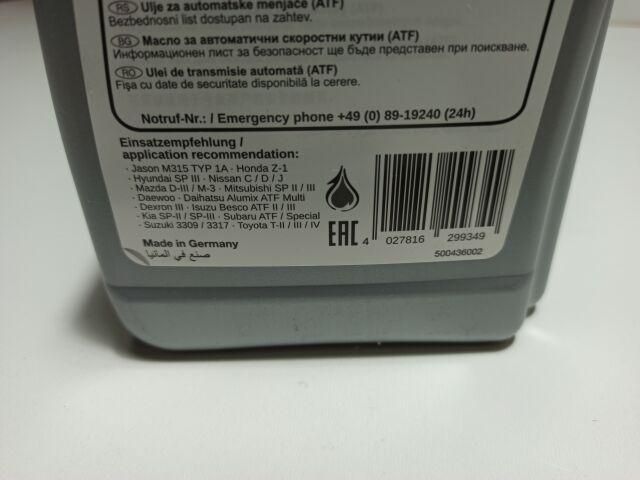 RS Ulje za automatske menjače (ATF)
Bezbednosni list dostupan na zahtev.
BG Масло за автоматични скоростни кутии (ATF)
Информационен лист за безопасност ще бъде представен при поискване.
RO Ulei de transmisie automată (ATF)
Fişa cu date de securitate disponibilă la cerere.
Notruf-Nr.: / Emergency phone +49 (0) 89-19240 (24h)
Einsatzempfehlung /
application recommendation:
· Jason M315 TYP 1A · Honda Z-1
· Hyundai SP III · Nissan C / D / J
· Mazda D-III / M-3 · Mitsubishi SP II / III
· Daewoo · Daihatsu Alumix ATF Multi
· Dexron III · Isuzu Besco ATF II / III
· Kia SP-II / SP-III · Subaru ATF / Special
· Suzuki 3309 / 3317 · Toyota T-II / III / IV
Made in Germany
صنع في المانيا
EAC
4 027816 299349
500436002